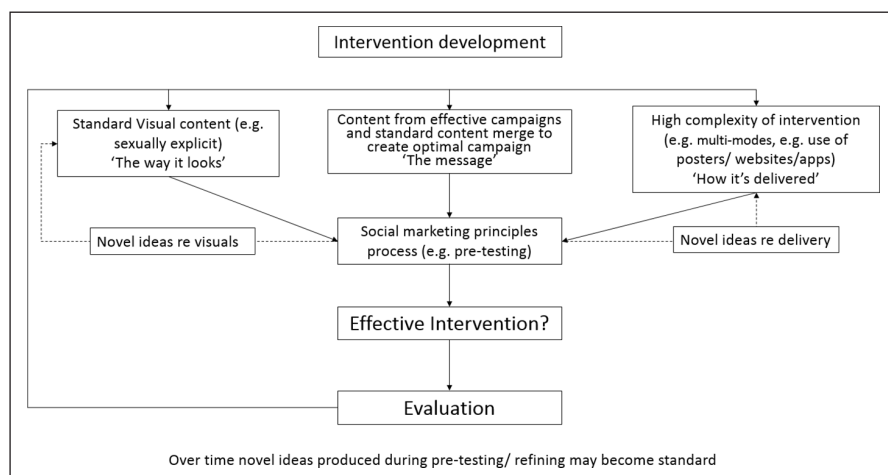 Intervention development
Standard Visual content (e.g.
sexually explicit)
‘The way it looks’
Content from effective campaigns
and standard content merge to
create optimal campaign
‘The message’
High complexity of intervention
(e.g. multi-modes, e.g. use of
posters/ websites/apps)
‘How it’s delivered’
Novel ideas re visuals
Social marketing principles
process (e.g. pre-testing)
Novel ideas re delivery
Effective Intervention?
Evaluation
Over time novel ideas produced during pre-testing/ refining may become standard